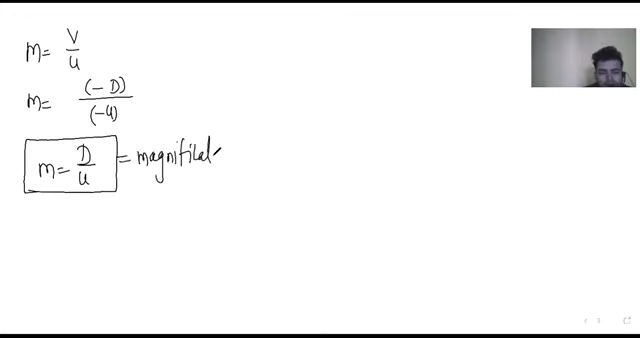 m= V/u
m= (-D)/(-u)
m= D/u = magnificat